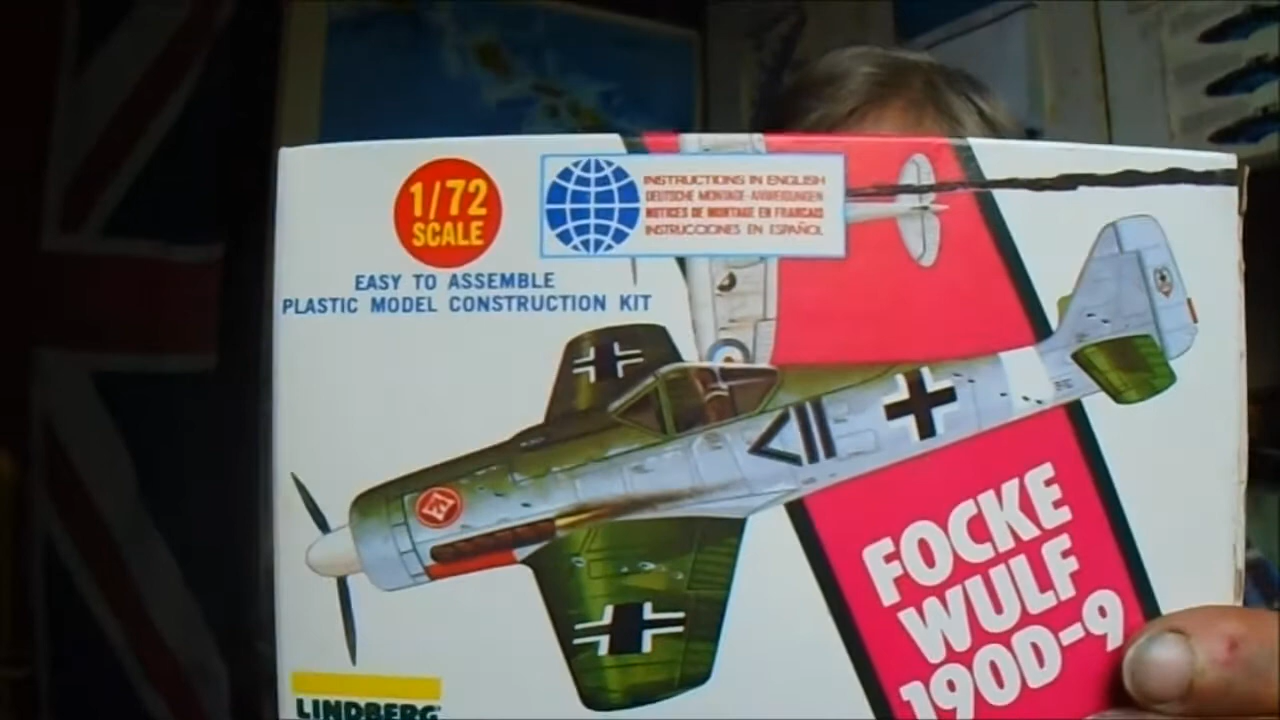 1/72
SCALE
INSTRUCTIONS IN ENGLISH
DEUTSCHE MONTAGE-ANWEISUNGEN
NOTICES DE MONTAGE EN FRANCAIS
INSTRUCCIONES EN ESPAÑOL
EASY TO ASSEMBLE
PLASTIC MODEL CONSTRUCTION KIT
FOCKE
WULF
190D-9
LINDBERG